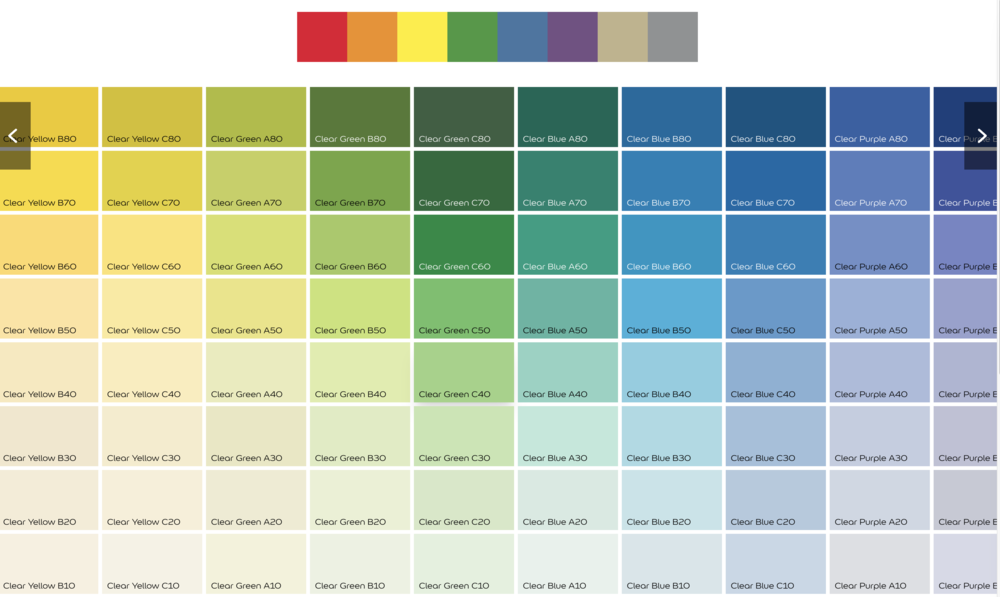 Clear Yellow B80
Clear Yellow C80
Clear Green A80
Clear Green B80
Clear Green C80
Clear Blue A80
Clear Blue B80
Clear Blue C80
Clear Purple A80
Clear Purple B
Clear Yellow B70
Clear Yellow C70
Clear Green A70
Clear Green B70
Clear Green C70
Clear Blue A70
Clear Blue B70
Clear Blue C70
Clear Purple A70
Clear Purple B
Clear Yellow B60
Clear Yellow C60
Clear Green A60
Clear Green B60
Clear Green C60
Clear Blue A60
Clear Blue B60
Clear Blue C60
Clear Purple A60
Clear Purple B
Clear Yellow B50
Clear Yellow C50
Clear Green A50
Clear Green B50
Clear Green C50
Clear Blue A50
Clear Blue B50
Clear Blue C50
Clear Purple A50
Clear Purple B
Clear Yellow B40
Clear Yellow C40
Clear Green A40
Clear Green B40
Clear Green C40
Clear Blue A40
Clear Blue B40
Clear Blue C40
Clear Purple A40
Clear Purple B
Clear Yellow B30
Clear Yellow C30
Clear Green A30
Clear Green B30
Clear Green C30
Clear Blue A30
Clear Blue B30
Clear Blue C30
Clear Purple A30
Clear Purple B
Clear Yellow B20
Clear Yellow C20
Clear Green A20
Clear Green B20
Clear Green C20
Clear Blue A20
Clear Blue B20
Clear Blue C20
Clear Purple A20
Clear Purple B
Clear Yellow B10
Clear Yellow C10
Clear Green A10
Clear Green B10
Clear Green C10
Clear Blue A10
Clear Blue B10
Clear Blue C10
Clear Purple A10
Clear Purple B